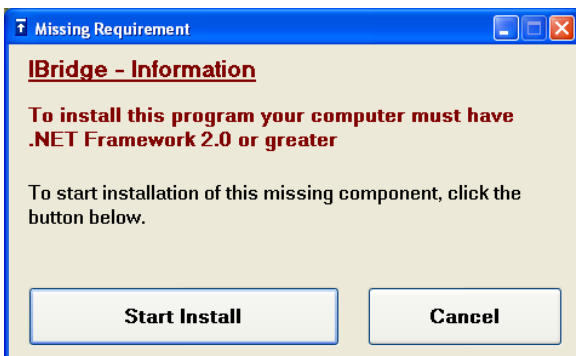 Missing Requirement
IBridge - Information
To install this program your computer must have
.NET Framework 2.0 or greater
To start installation of this missing component, click the
button below.
Start Install
Cancel